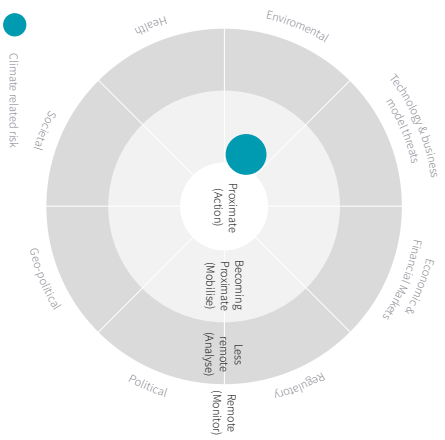 Climate related risk
Health
Enviromental
Technology & business
model threats
Economic &
Financial Markets
Regulatory
Political
Geo-political
Societal
Proximate
(Action)
Becoming
Proximate
(Mobilise)
Less
remote
(Analyse)
Remote
(Monitor)